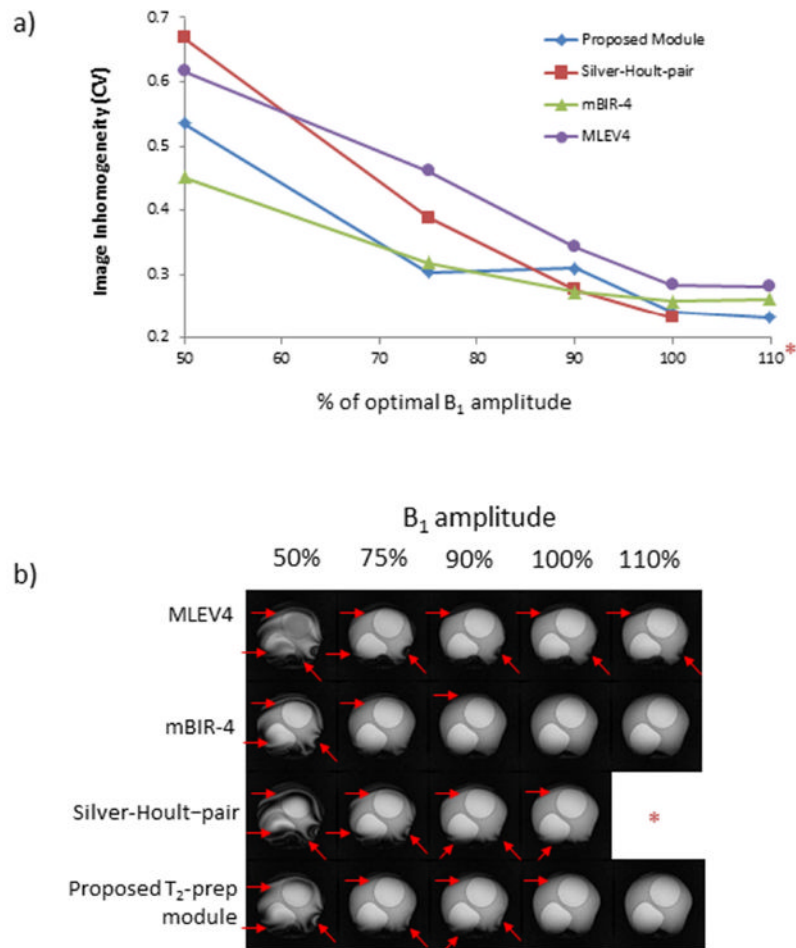 a)
0.7
0.6
0.5
0.4
0.3
0.2
Image Inhomogeneity (CV)
Proposed Module
Silver-Hoult-pair
mBIR-4
MLEV4
50 60 70 80 90 100 110 *
% of optimal B₁ amplitude
b)
B₁ amplitude
50% 75% 90% 100% 110%
MLEV4
mBIR-4
Silver-Hoult–pair
*
Proposed T₂-prep
module